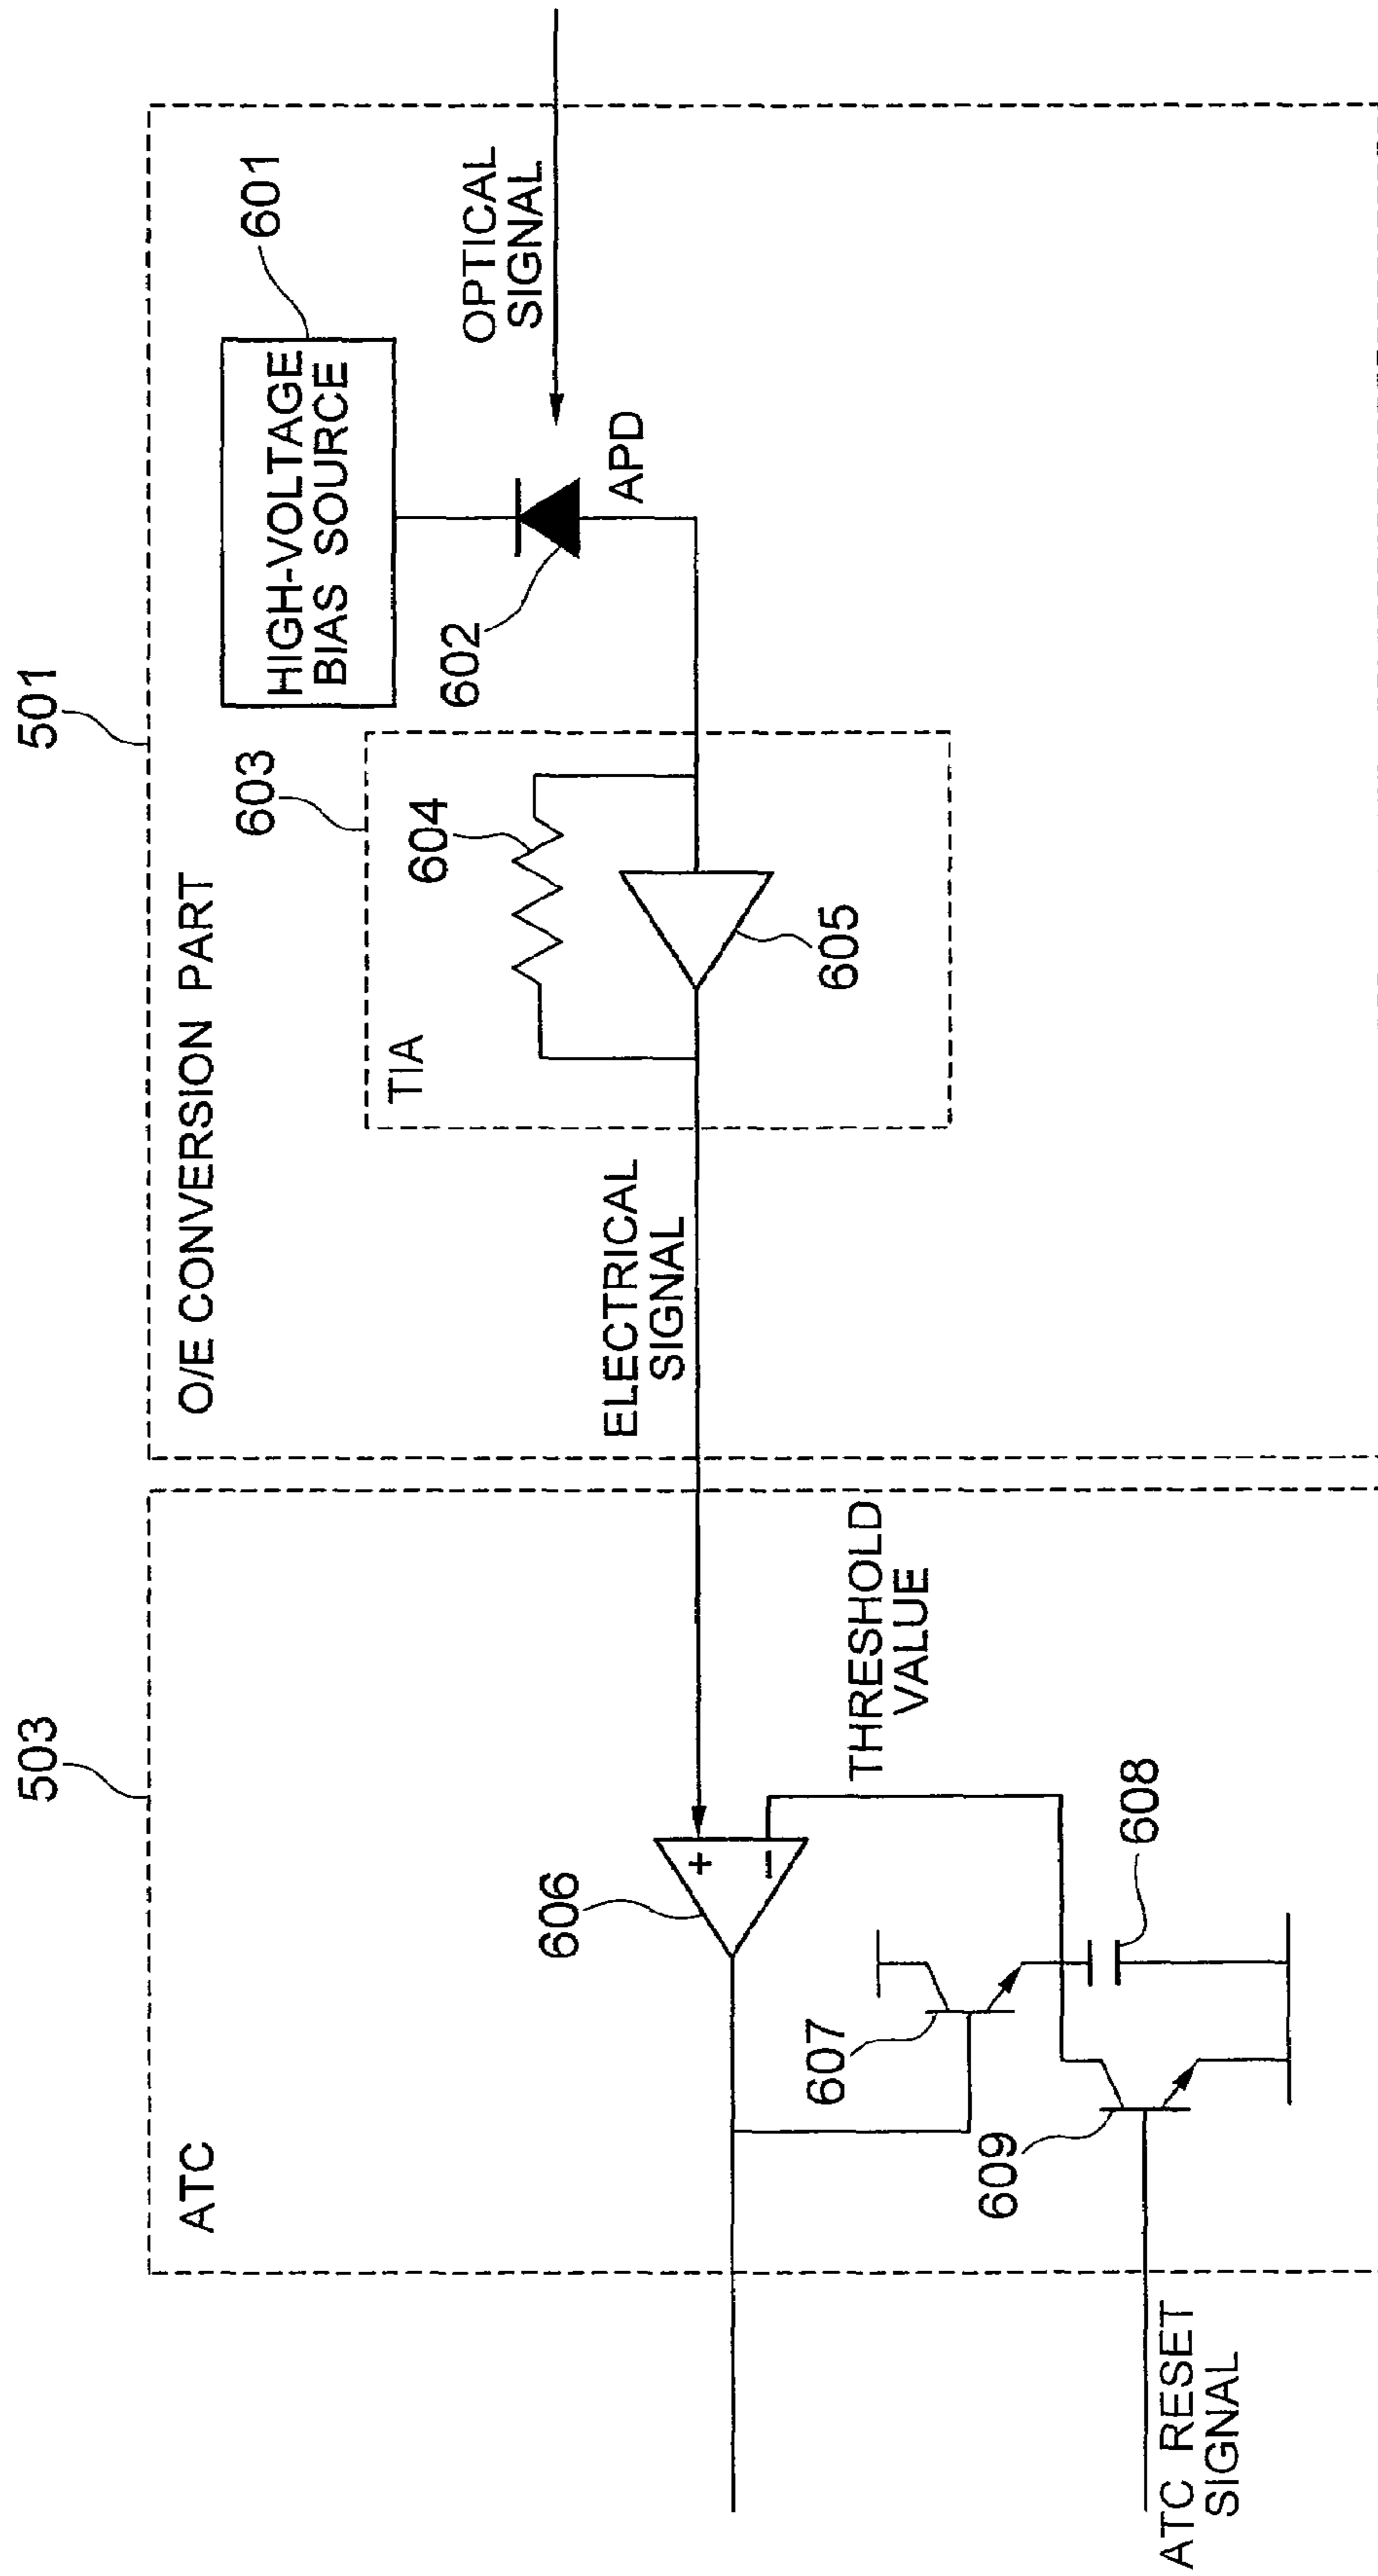 503
501
ATC
O/E CONVERSION PART
603
601
HIGH-VOLTAGE
BIAS SOURCE
TIA
604
602
OPTICAL
SIGNAL
606
+
−
ELECTRICAL
SIGNAL
605
APD
607
THRESHOLD
VALUE
609
608
ATC RESET
SIGNAL